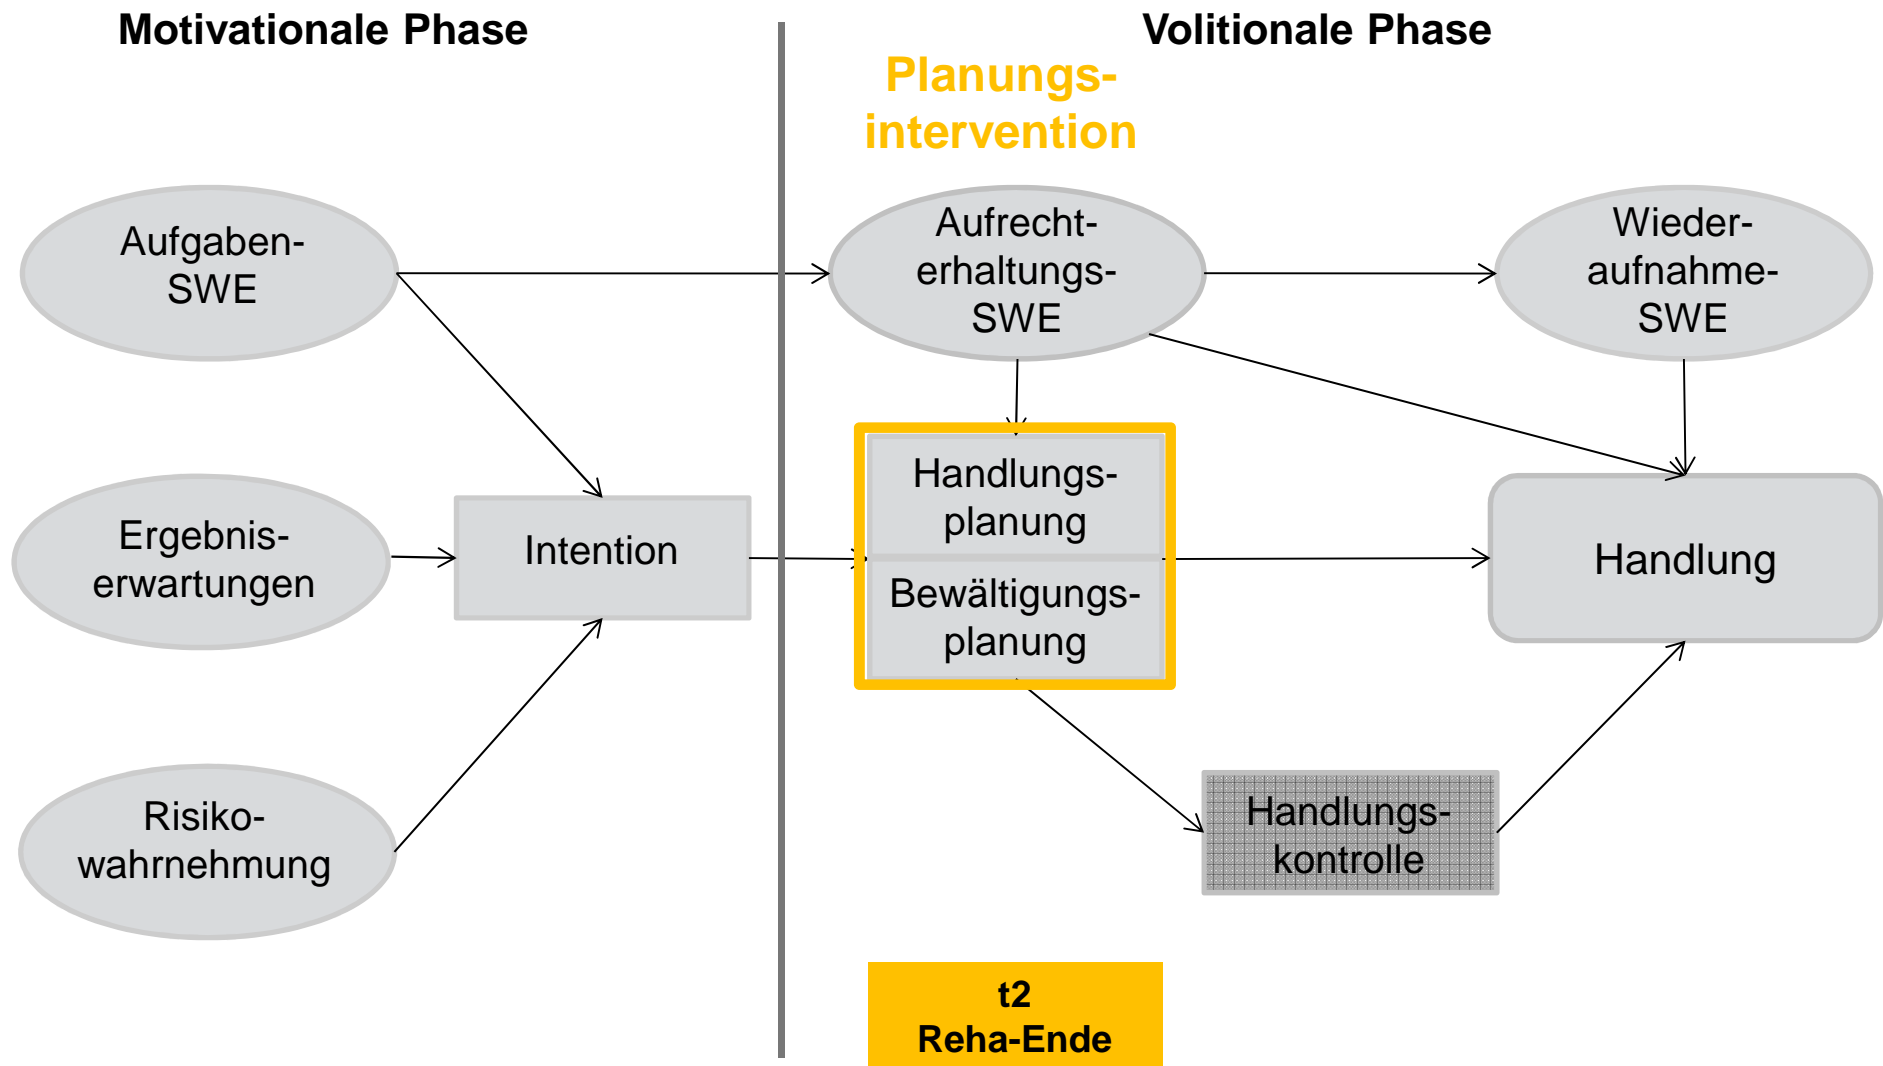 Motivationale Phase
Volitionale Phase
Planungs-
intervention
Aufgaben-
SWE
Aufrecht-
erhaltungs-
SWE
Wieder-
aufnahme-
SWE
Ergebnis-
erwartungen
Intention
Handlungs-
planung
Bewältigungs-
planung
Handlung
Risiko-
wahrnehmung
Handlungs-
kontrolle
t2
Reha-Ende